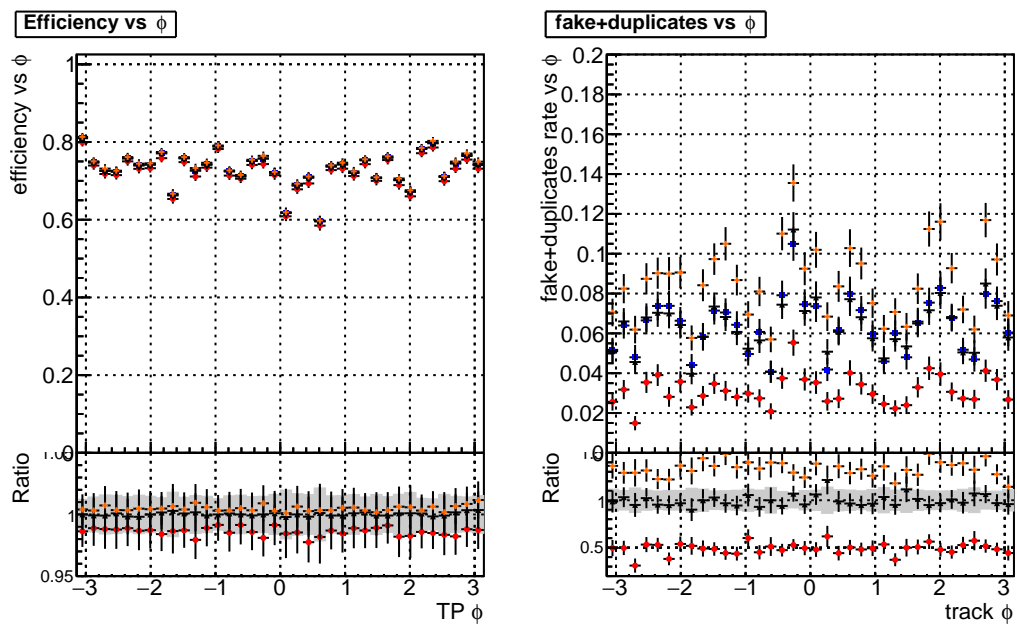 Efficiency vs ϕ
efficiency vs ϕ
1
0.8
0.6
0.4
0.2
0
Ratio
1
0.95
−3 −2 −1 0 1 2 3
TP ϕ
fake+duplicates vs ϕ
fake+duplicates rate vs ϕ
0.2
0.18
0.16
0.14
0.12
0.1
0.08
0.06
0.04
0.02
0
Ratio
1
0.5
−3 −2 −1 0 1 2 3
track ϕ